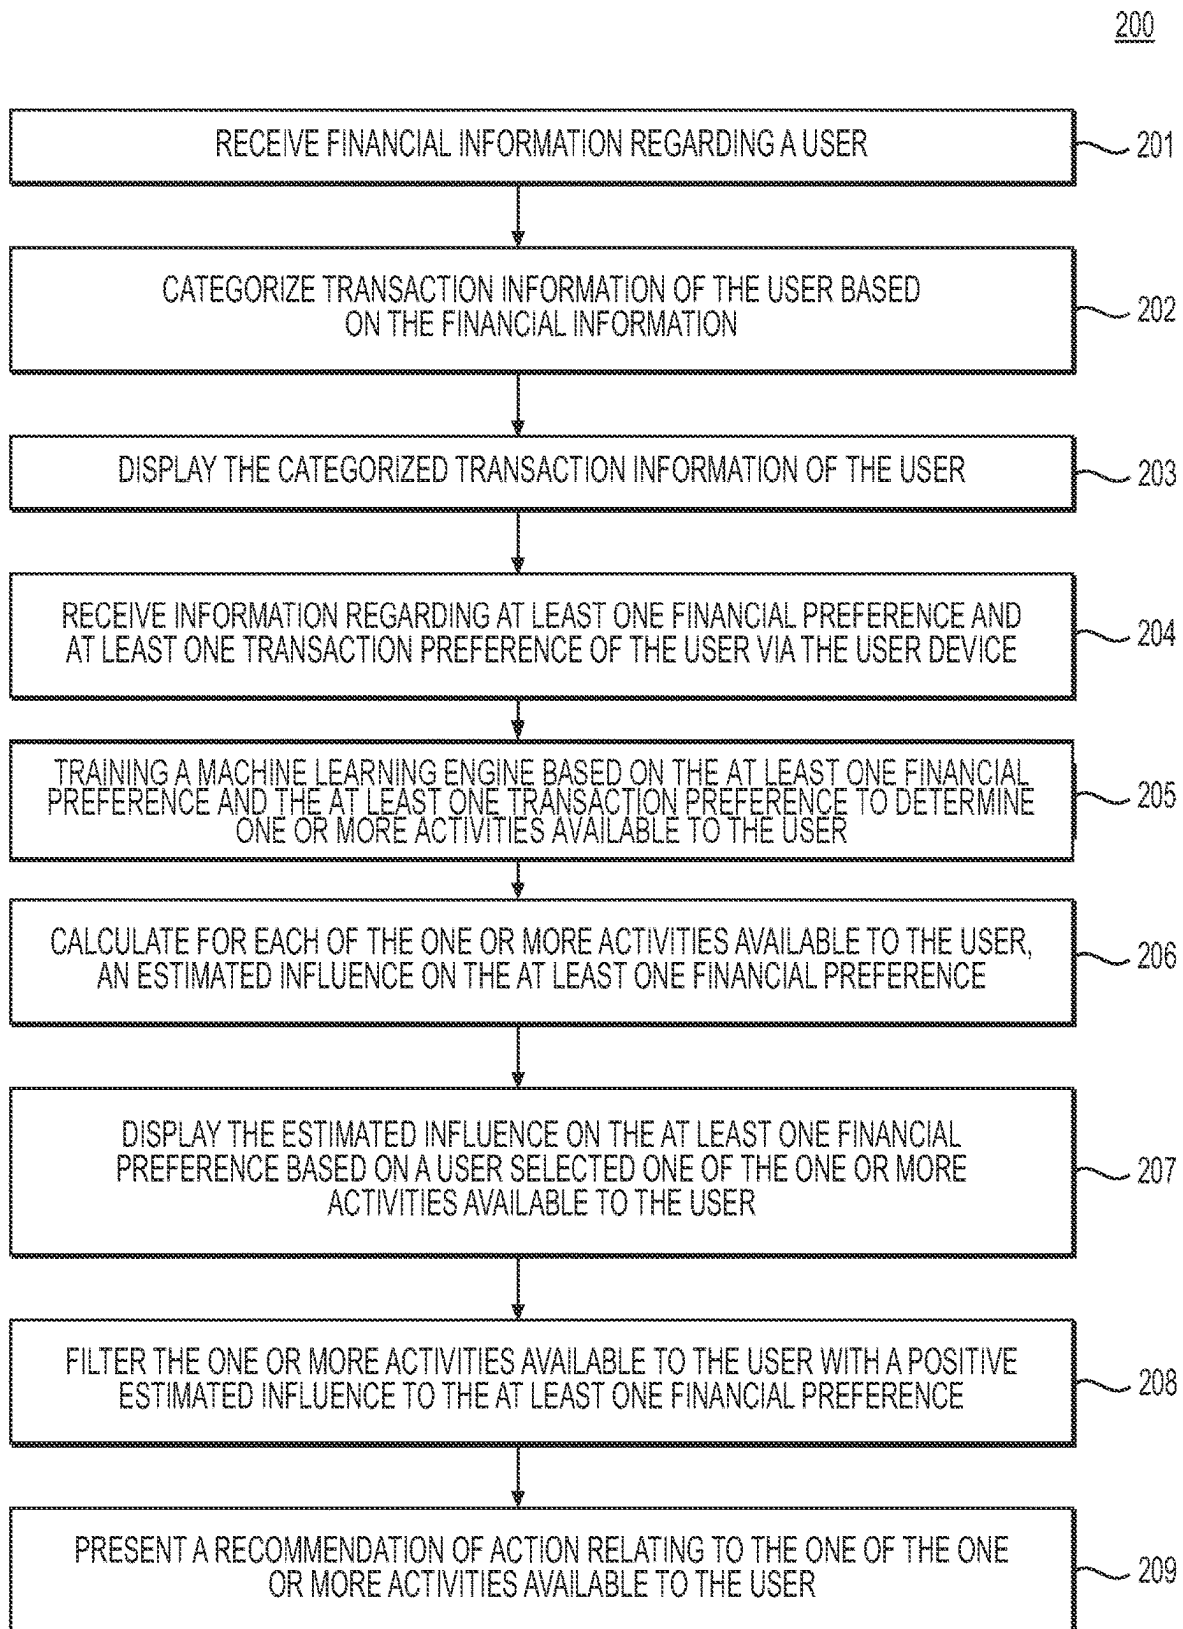 200
RECEIVE FINANCIAL INFORMATION REGARDING A USER
201
CATEGORIZE TRANSACTION INFORMATION OF THE USER BASED
ON THE FINANCIAL INFORMATION
202
DISPLAY THE CATEGORIZED TRANSACTION INFORMATION OF THE USER
203
RECEIVE INFORMATION REGARDING AT LEAST ONE FINANCIAL PREFERENCE AND
AT LEAST ONE TRANSACTION PREFERENCE OF THE USER VIA THE USER DEVICE
204
TRAINING A MACHINE LEARNING ENGINE BASED ON THE AT LEAST ONE FINANCIAL
PREFERENCE AND THE AT LEAST ONE TRANSACTION PREFERENCE TO DETERMINE
ONE OR MORE ACTIVITIES AVAILABLE TO THE USER
205
CALCULATE FOR EACH OF THE ONE OR MORE ACTIVITIES AVAILABLE TO THE USER,
AN ESTIMATED INFLUENCE ON THE AT LEAST ONE FINANCIAL PREFERENCE
206
DISPLAY THE ESTIMATED INFLUENCE ON THE AT LEAST ONE FINANCIAL
PREFERENCE BASED ON A USER SELECTED ONE OF THE ONE OR MORE
ACTIVITIES AVAILABLE TO THE USER
207
FILTER THE ONE OR MORE ACTIVITIES AVAILABLE TO THE USER WITH A POSITIVE
ESTIMATED INFLUENCE TO THE AT LEAST ONE FINANCIAL PREFERENCE
208
PRESENT A RECOMMENDATION OF ACTION RELATING TO THE ONE OF THE ONE
OR MORE ACTIVITIES AVAILABLE TO THE USER
209